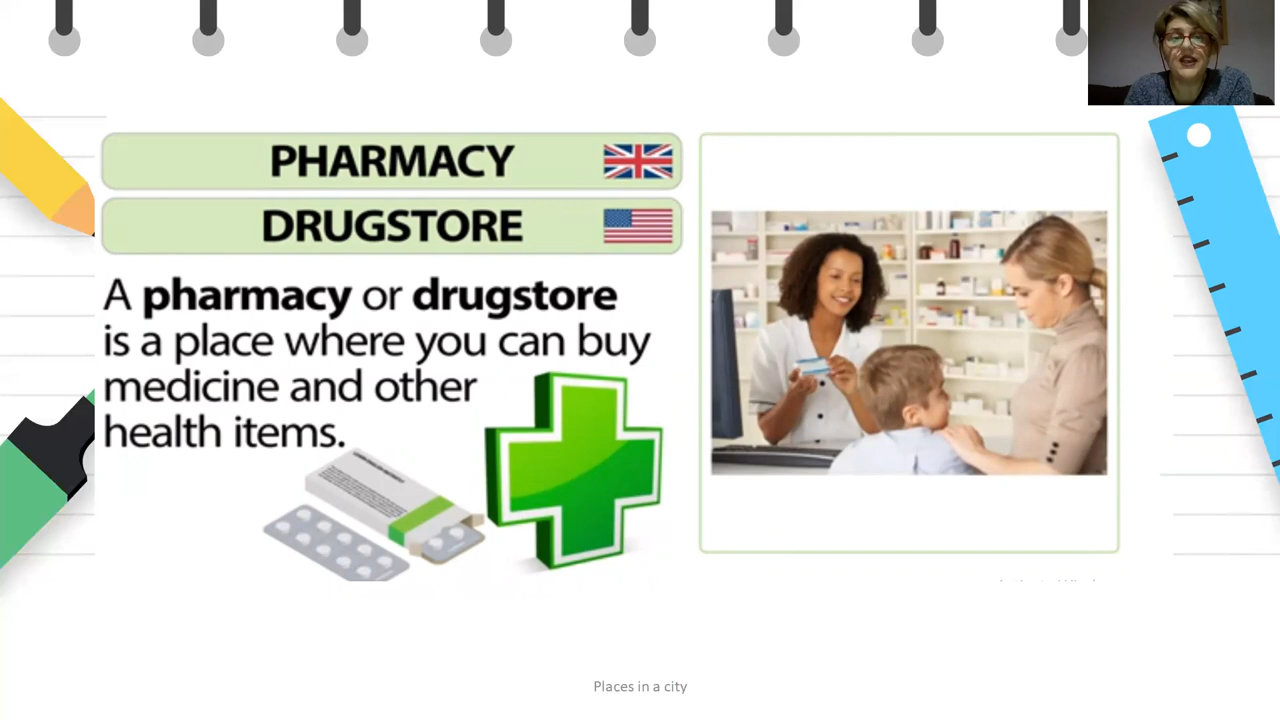 PHARMACY
DRUGSTORE
A pharmacy or drugstore
is a place where you can buy
medicine and other
health items.
Places in a city